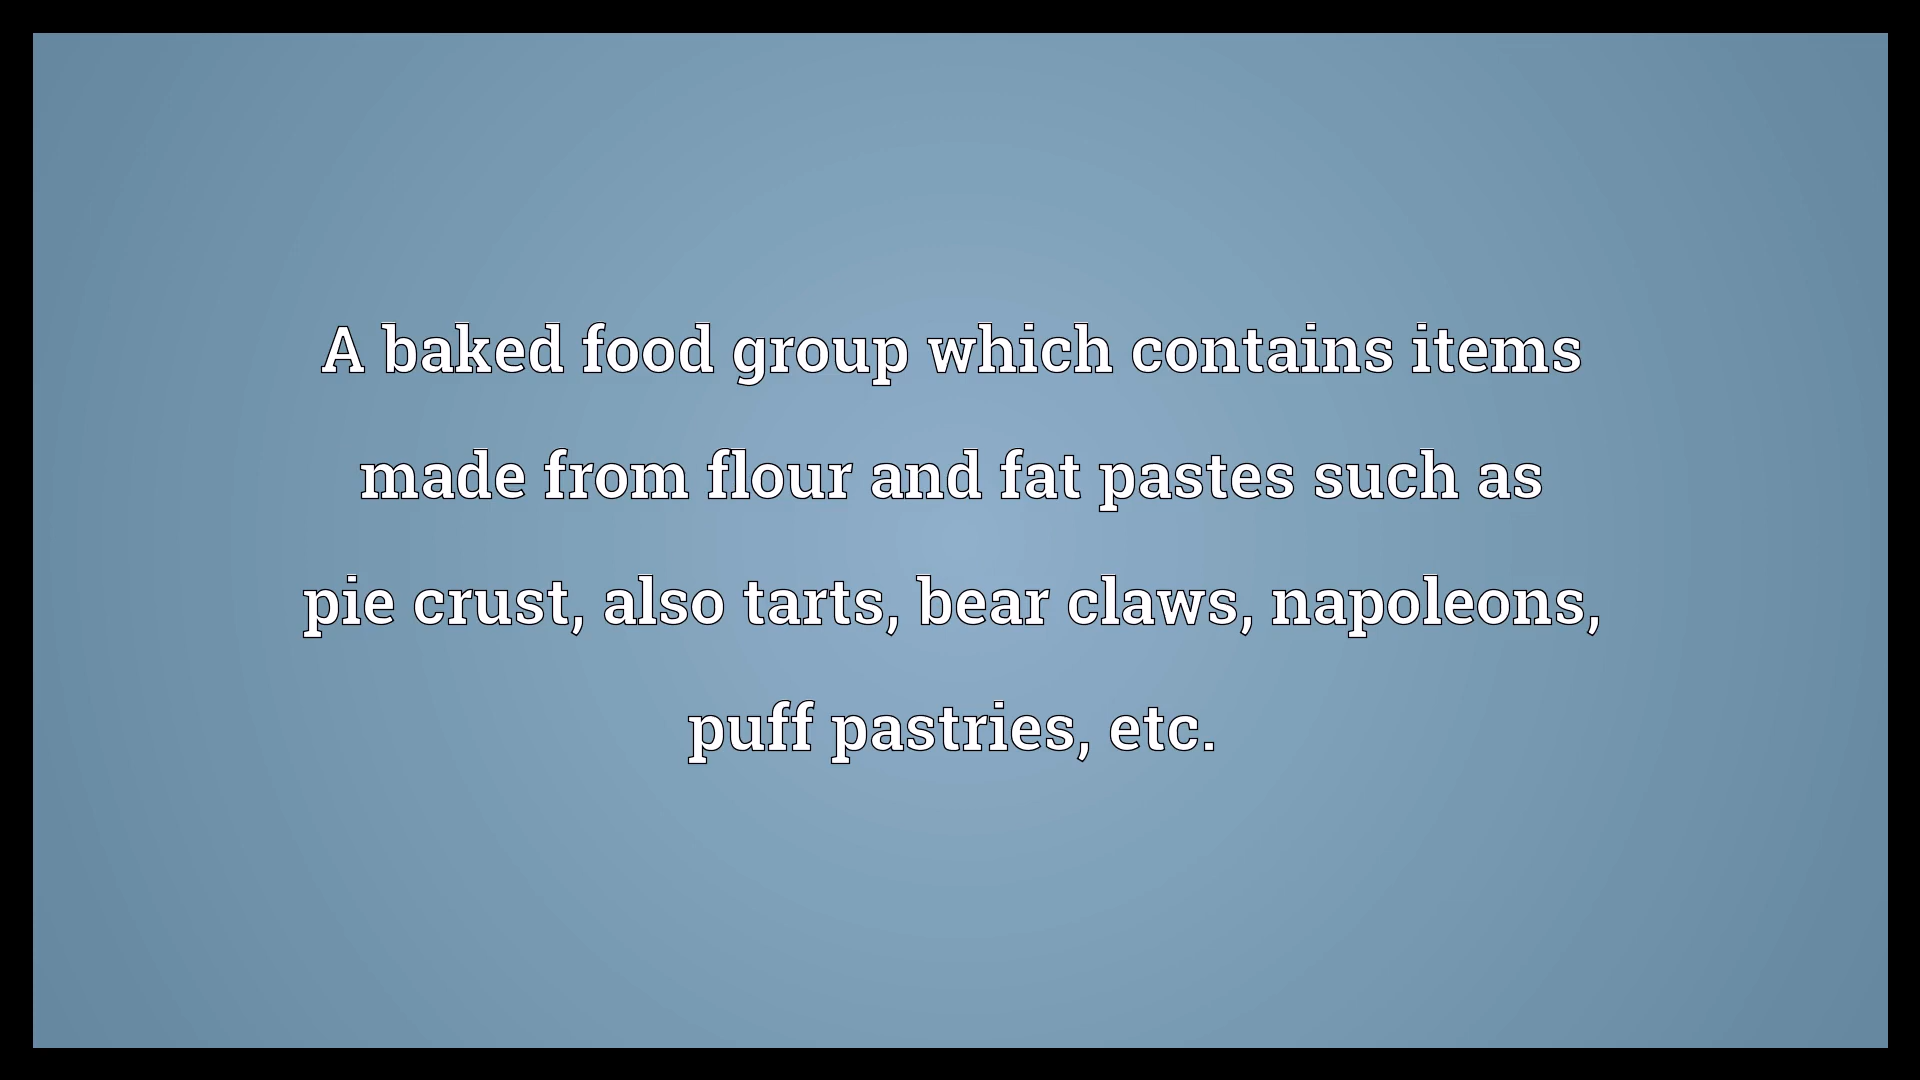 A baked food group which contains items
made from flour and fat pastes such as
pie crust, also tarts, bear claws, napoleons,
puff pastries, etc.